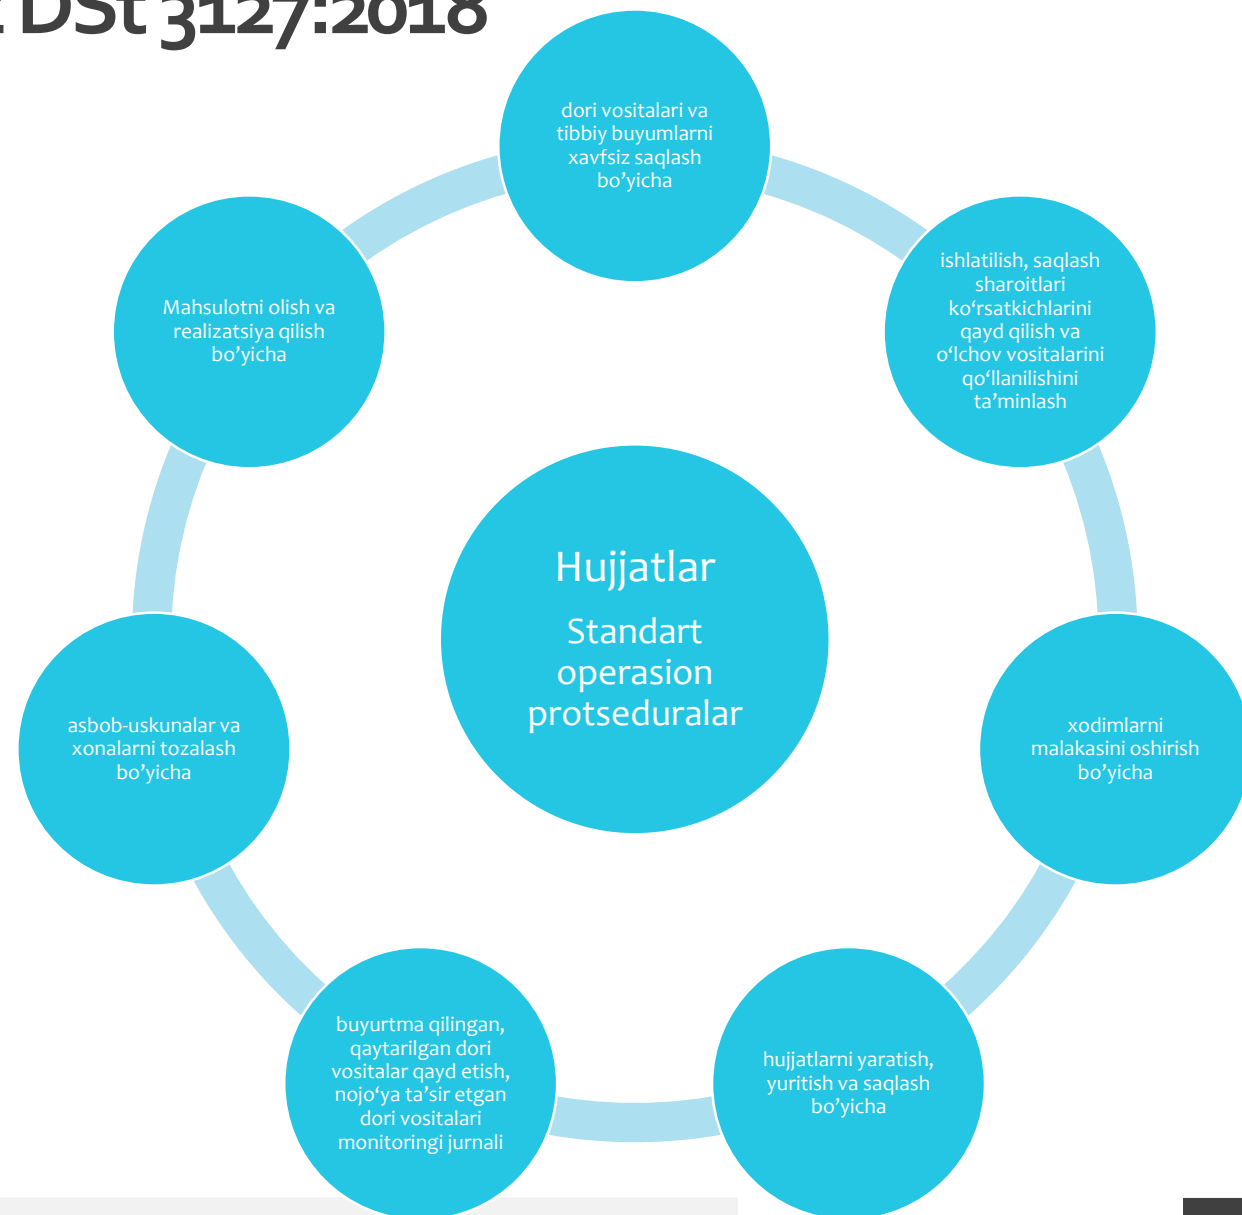 DSt 3127:2018
dori vositalari va
tibbiy buyumlarni
xavfsiz saqlash
bo’yicha
ishlatilish, saqlash
sharoitlari
ko‘rsatkichlarini
qayd qilish va
o‘lchov vositalarini
qo‘llanilishini
ta’minlash
xodimlarni
malakasini oshirish
bo’yicha
hujjatlarni yaratish,
yuritish va saqlash
bo’yicha
buyurtma qilingan,
qaytarilgan dori
vositalar qayd etish,
nojo‘ya ta’sir etgan
dori vositalari
monitoringi jurnali
asbob-uskunalar va
xonalarni tozalash
bo’yicha
Mahsulotni olish va
realizatsiya qilish
bo’yicha
Hujjatlar
Standart
operasion
protseduralar